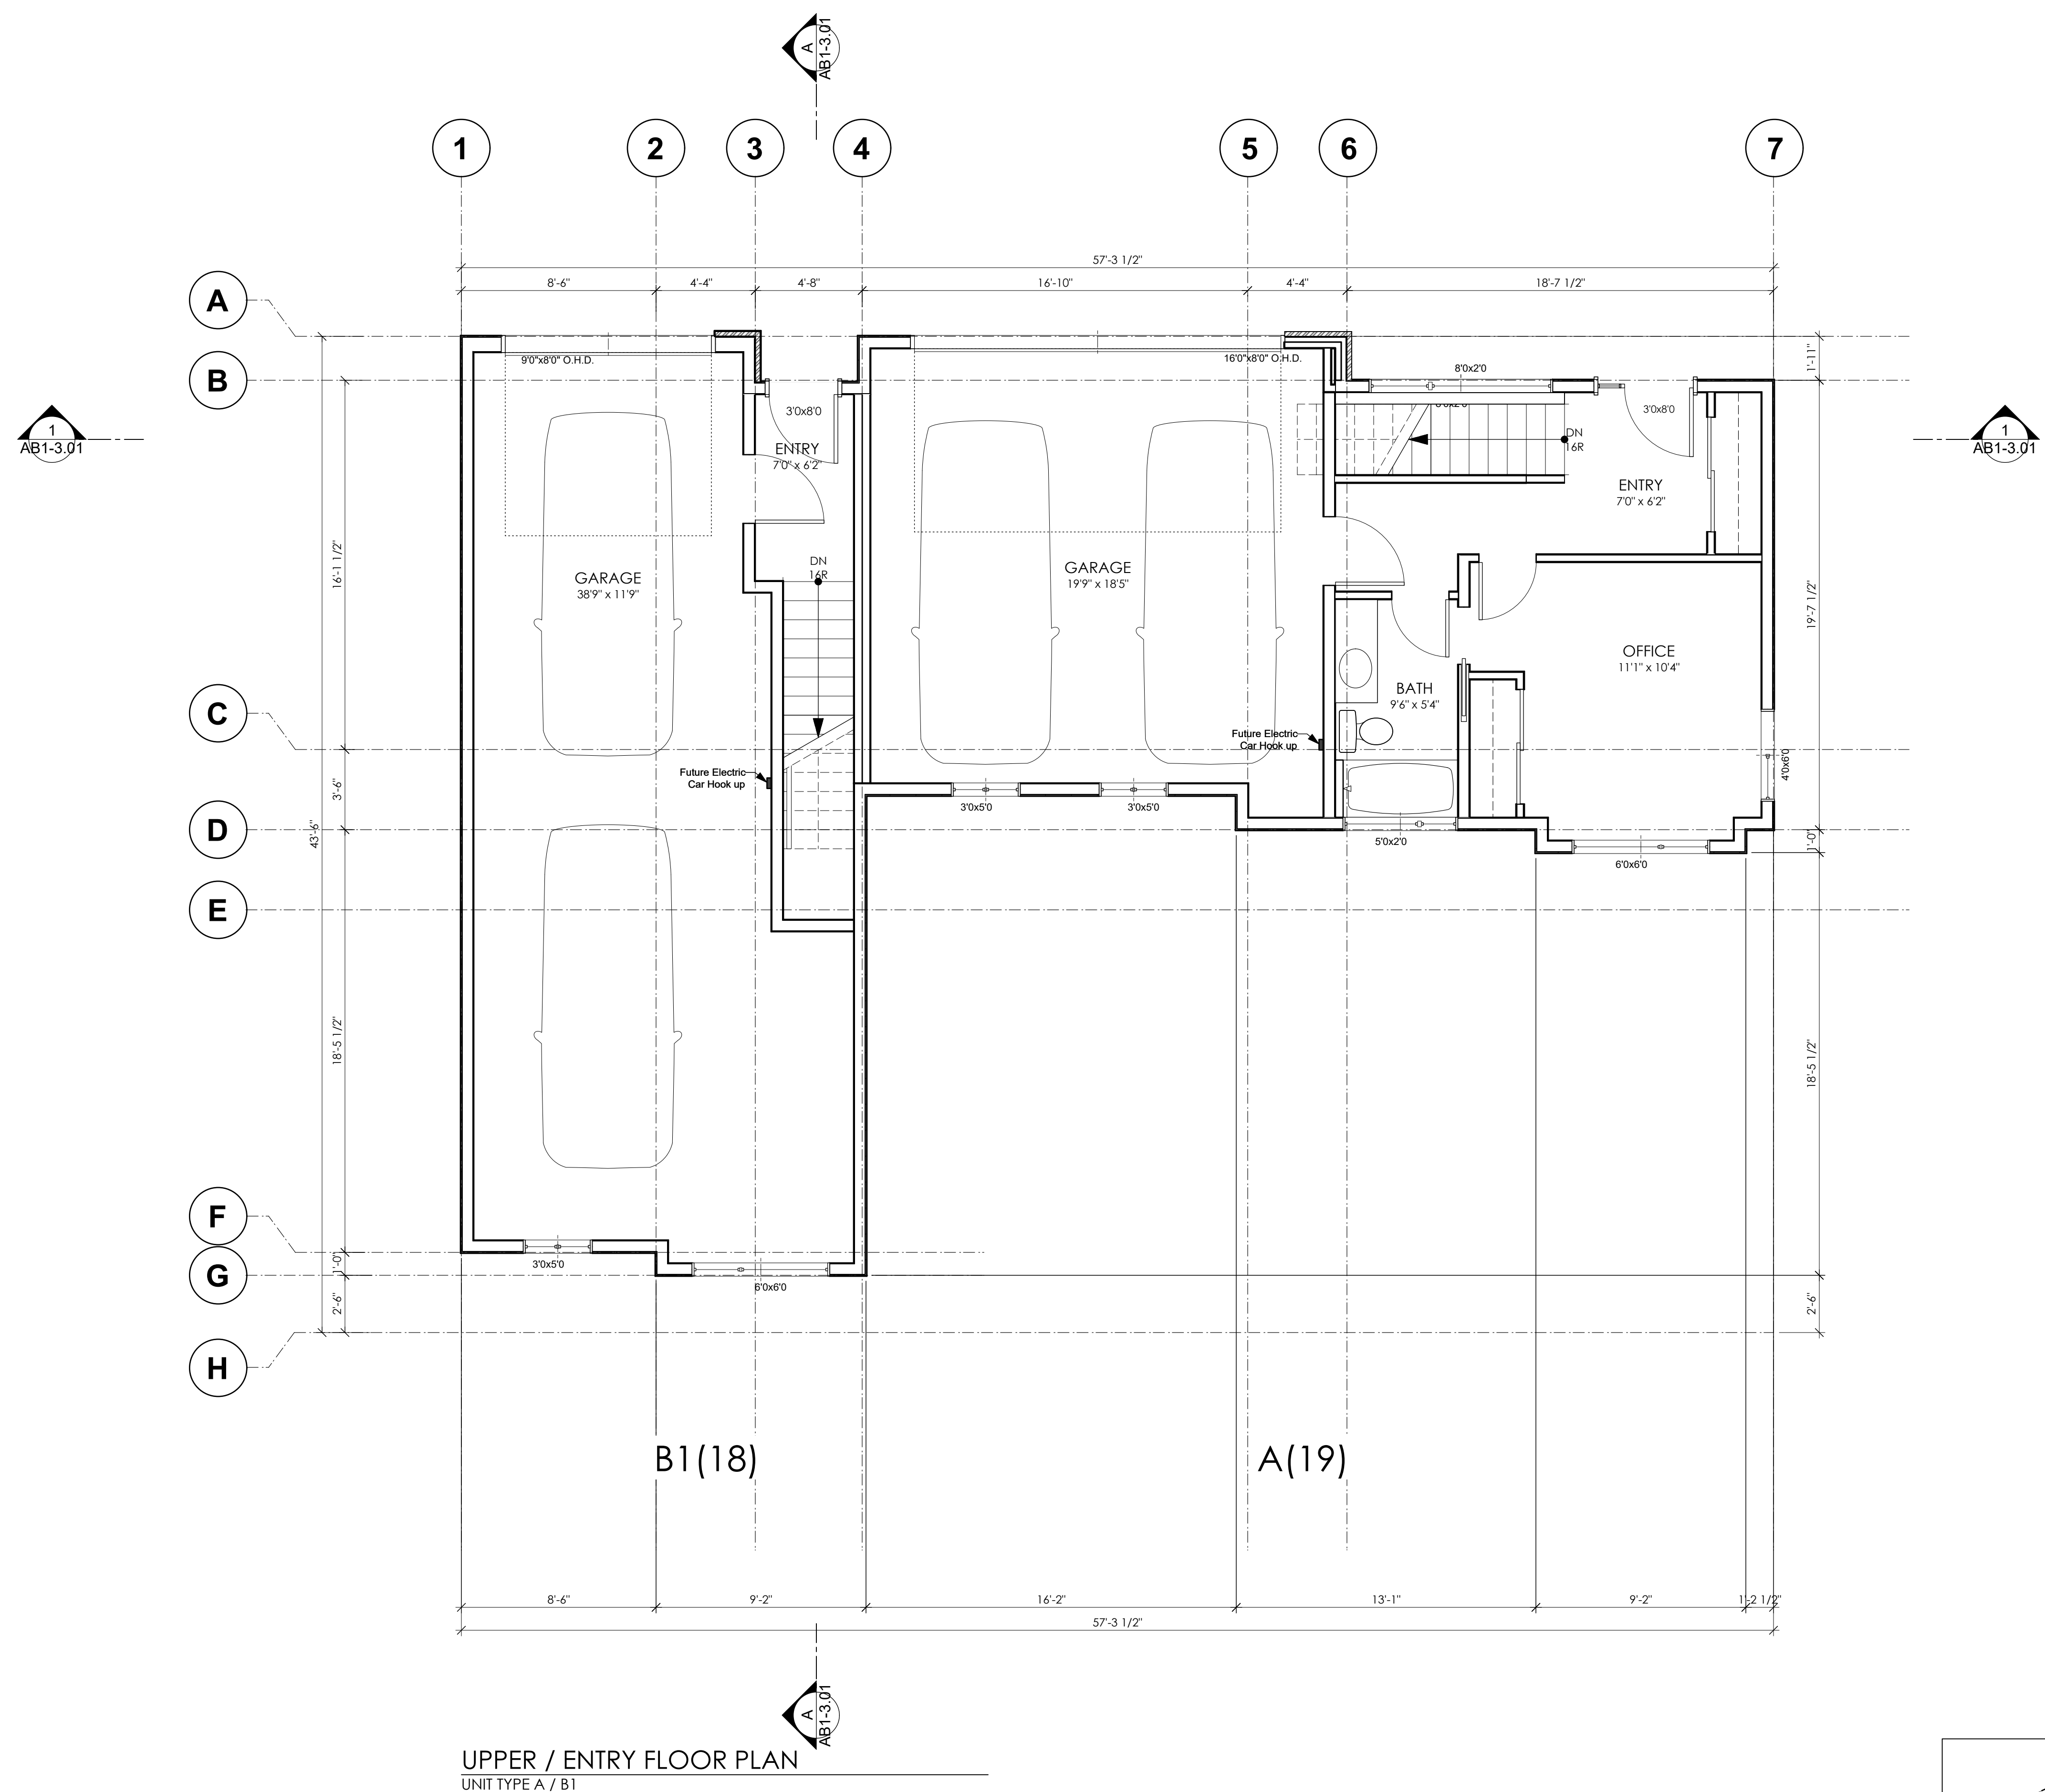 A
AB1-3.01
1
2
3
4
5
6
7
57'-3 1/2"
8'-6"
4'-4"
4'-8"
16'-10"
4'-4"
18'-7 1/2"
A
B
C
D
E
F
G
H
1
AB1-3.01
1
AB1-3.01
43'-6"
16'-1 1/2"
3'-6"
18'-5 1/2"
1'-0"
2'-6"
1'-11"
19'-7 1/2"
1'-0"
18'-5 1/2"
2'-6"
9'0"x8'0" O.H.D.
3'0x8'0
ENTRY
7'0" x 6'2"
DN
16R
GARAGE
38'9" x 11'9"
Future Electric
Car Hook up
3'0x5'0
6'0x6'0
16'0"x8'0" O.H.D.
GARAGE
19'9" x 18'5"
Future Electric
Car Hook up
3'0x5'0
3'0x5'0
8'0x2'0
DN
16R
3'0x8'0
ENTRY
7'0" x 6'2"
OFFICE
11'1" x 10'4"
BATH
9'6" x 5'4"
4'0x6'0
5'0x2'0
6'0x6'0
B1(18)
A(19)
8'-6"
9'-2"
16'-2"
13'-1"
9'-2"
1'-2 1/2"
57'-3 1/2"
A
AB1-3.01
UPPER / ENTRY FLOOR PLAN
UNIT TYPE A / B1